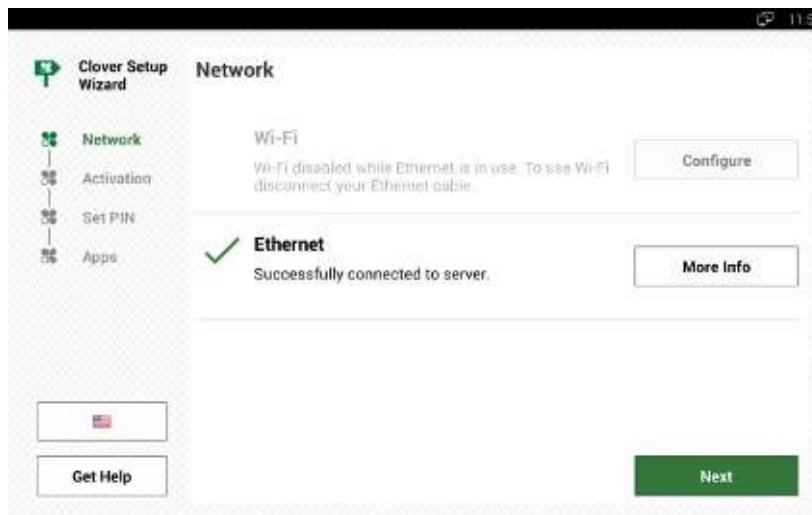 11:5
Clover Setup
Wizard
Network
Activation
Set PIN
Apps
Get Help
Network
Wi-Fi
Wi-Fi disabled while Ethernet is in use. To use Wi-Fi
disconnect your Ethernet cable.
Configure
Ethernet
Successfully connected to server.
More Info
Next